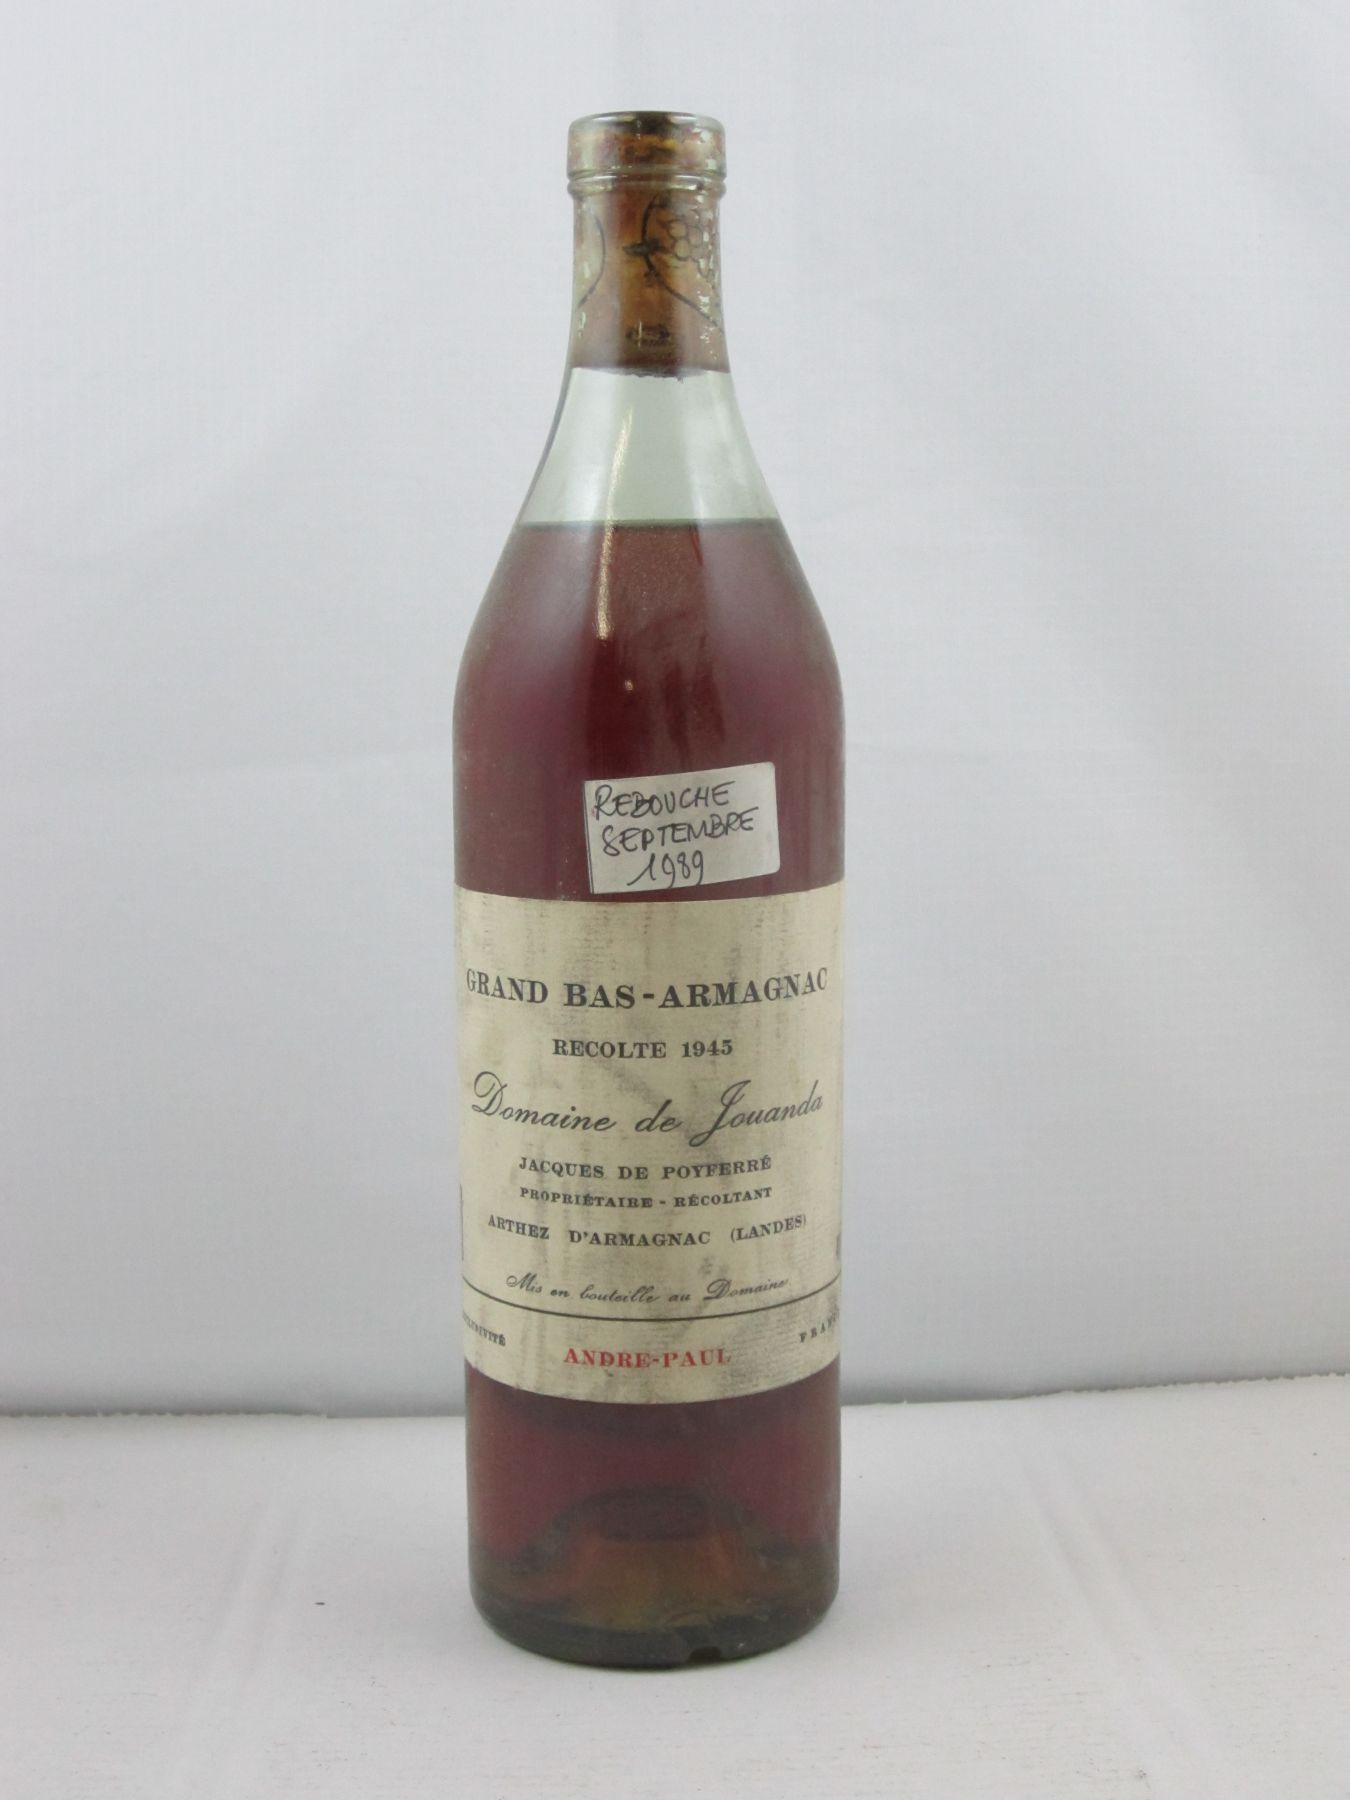 REBOUCHE
SEPTEMBRE
1989
GRAND BAS-ARMAGNAC
RECOLTE 1945
Domaine de Jouanda
JACQUES DE POYFERRÉ
PROPRIÉTAIRE - RÉCOLTANT
ARTHEZ D'ARMAGNAC (LANDES)
Mis en bouteille au Domaine
ANDRE-PAUL